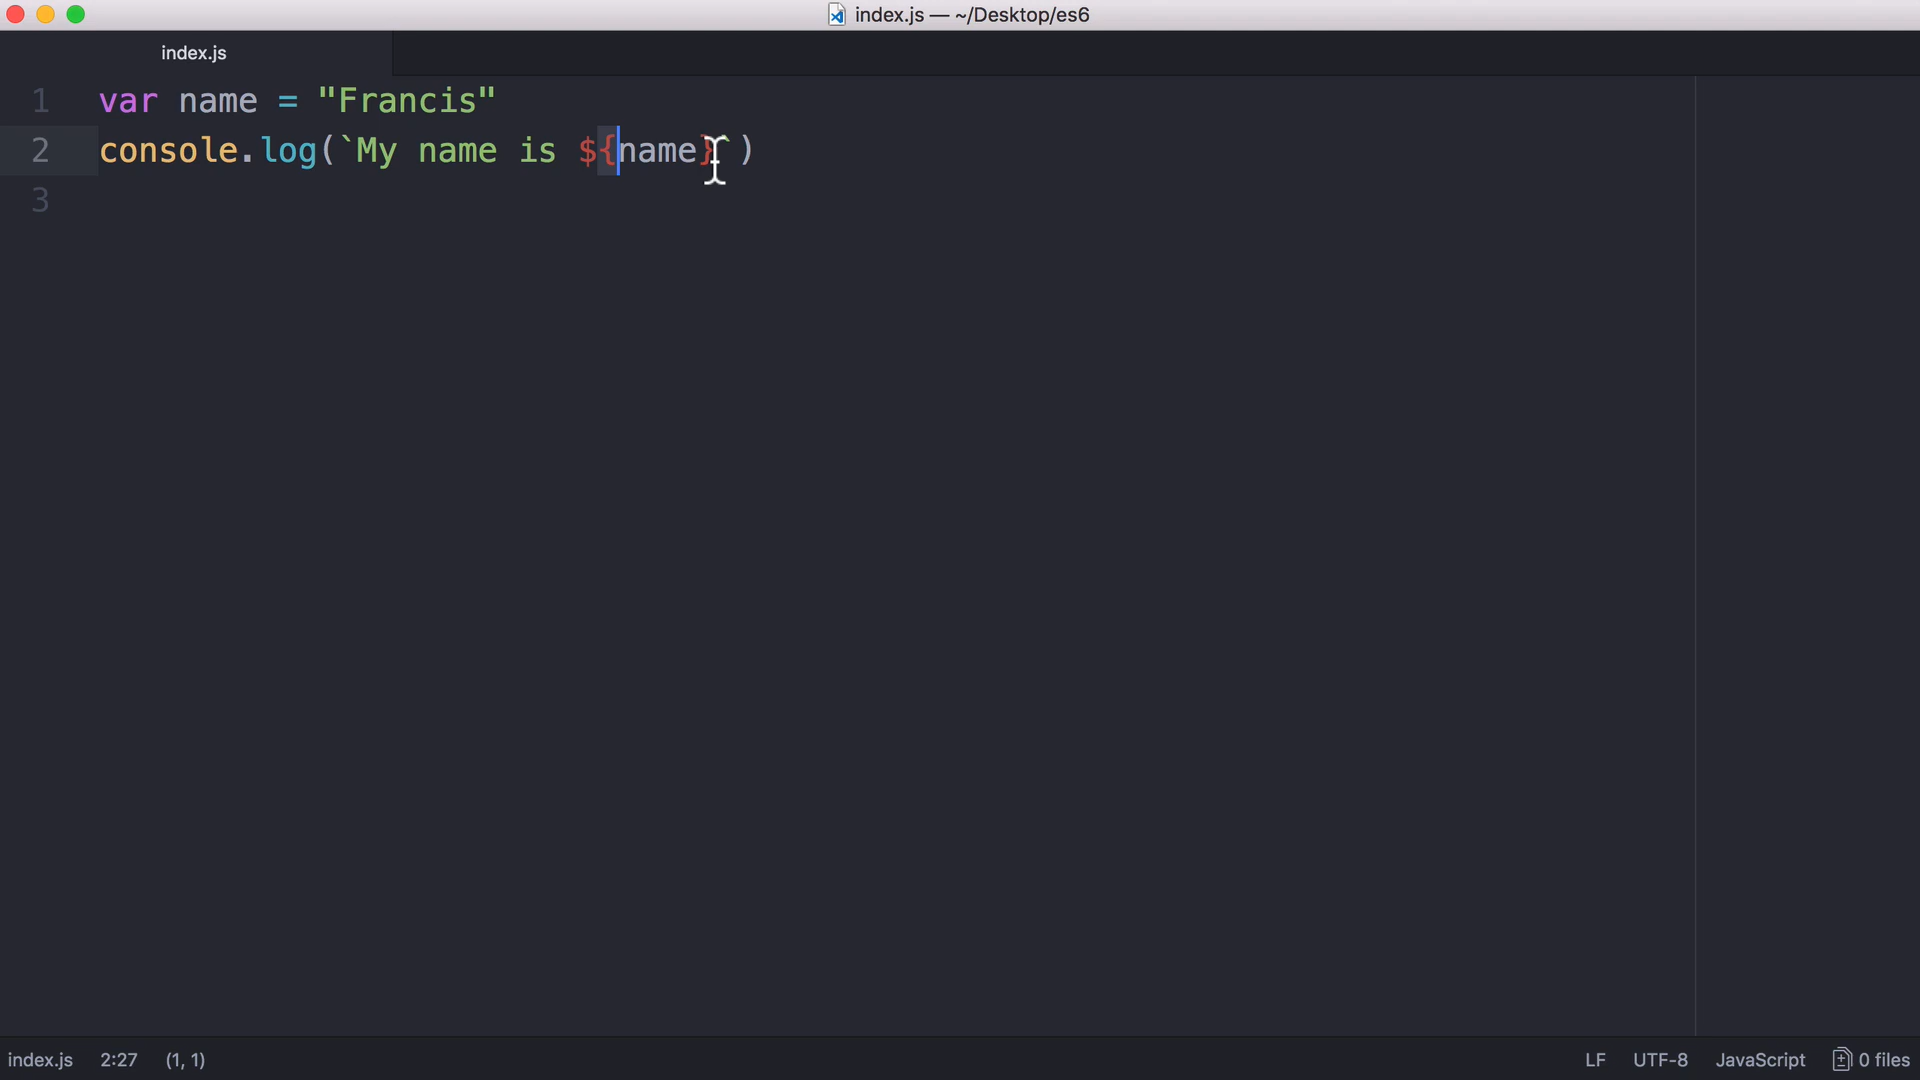 index.js — ~/Desktop/es6
index.js
1 var name = "Francis"
2 console.log(`My name is ${name}`)
3
index.js 2:27 (1, 1) LF UTF-8 JavaScript 0 files